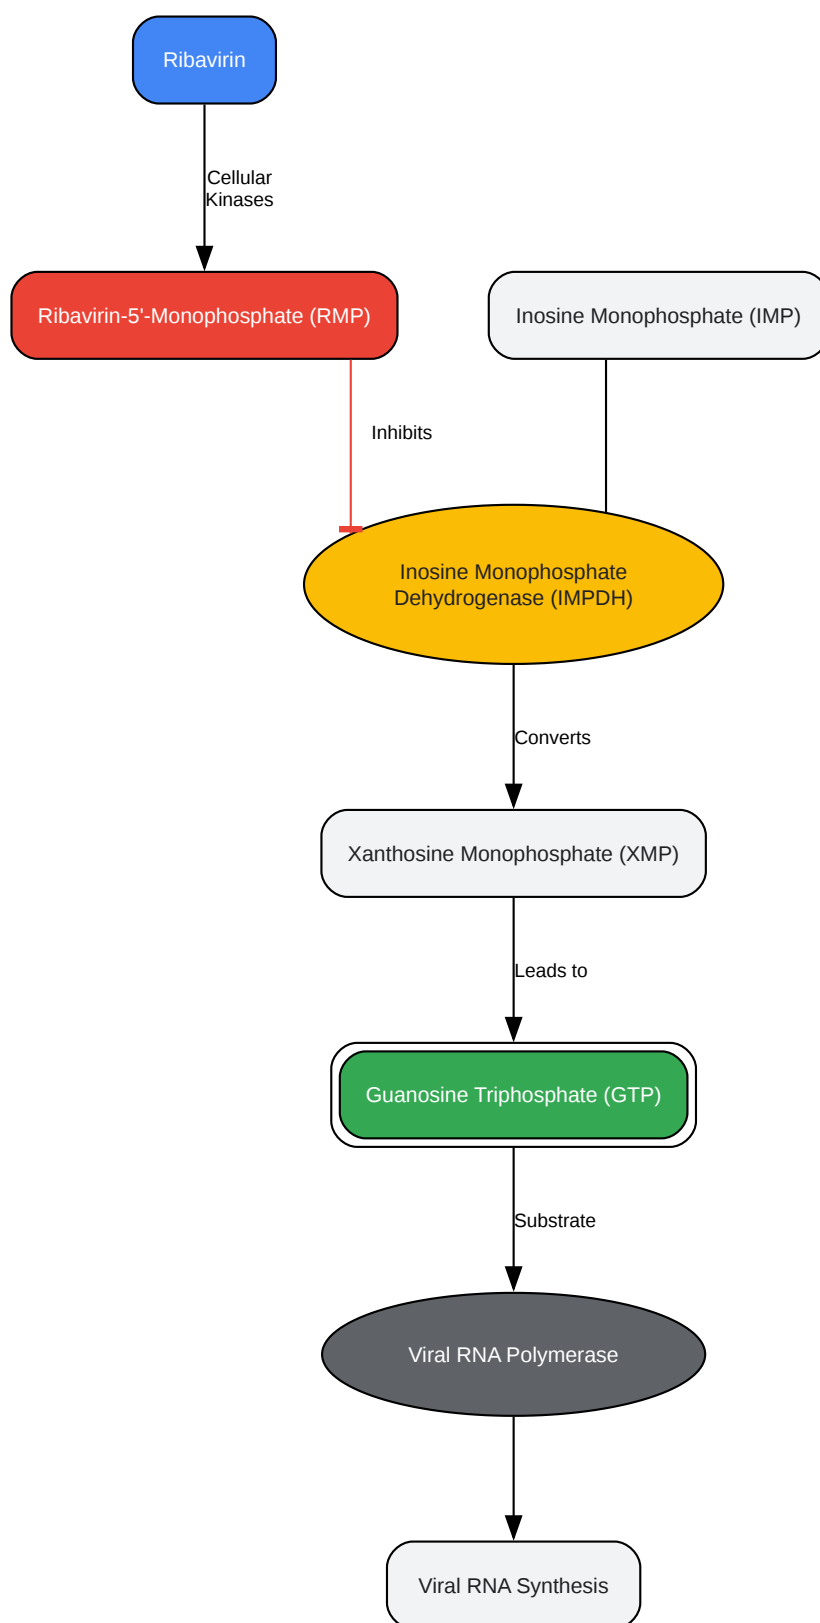 Ribavirin
Cellular
Kinases
Ribavirin-5'-Monophosphate (RMP)
Inosine Monophosphate (IMP)
Inhibits
Inosine Monophosphate
Dehydrogenase (IMPDH)
Converts
Xanthosine Monophosphate (XMP)
Leads to
Guanosine Triphosphate (GTP)
Substrate
Viral RNA Polymerase
Viral RNA Synthesis